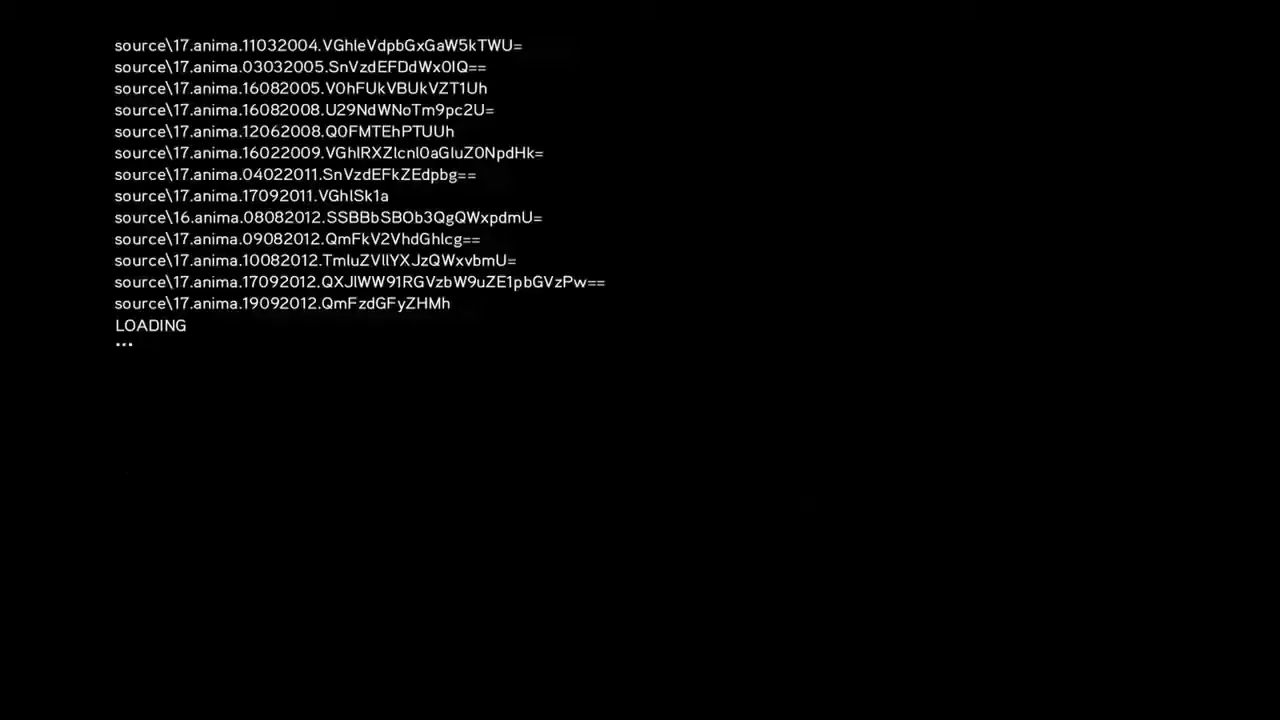 source\17.anima.11032004.VGhleVdpbGxGaW5kTWU=
source\17.anima.03032005.SnVzdEFDdWx0IQ==
source\17.anima.16082005.V0hFUkVBUkVZT1Uh
source\17.anima.16082008.U29NdWNoTm9pc2U=
source\17.anima.12062008.Q0FMTEhPTUUh
source\17.anima.16022009.VGhlRXZlcnl0aGluZ0NpdHk=
source\17.anima.04022011.SnVzdEFkZEdpbg==
source\17.anima.17092011.VGhlSk1a
source\16.anima.08082012.SSBBbSBOb3QgQWxpdmU=
source\17.anima.09082012.QmFkV2VhdGhlcg==
source\17.anima.10082012.TmluZVllYXJzQWxvbmU=
source\17.anima.17092012.QXJlWW91RGVzbW9uZE1pbGVzPw==
source\17.anima.19092012.QmFzdGFyZHMh
LOADING
...